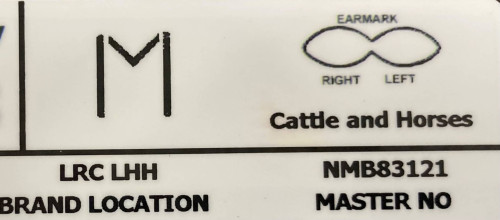 EARMARK
RIGHT LEFT
Cattle and Horses
LRC LHH
BRAND LOCATION
NMB83121
MASTER NO